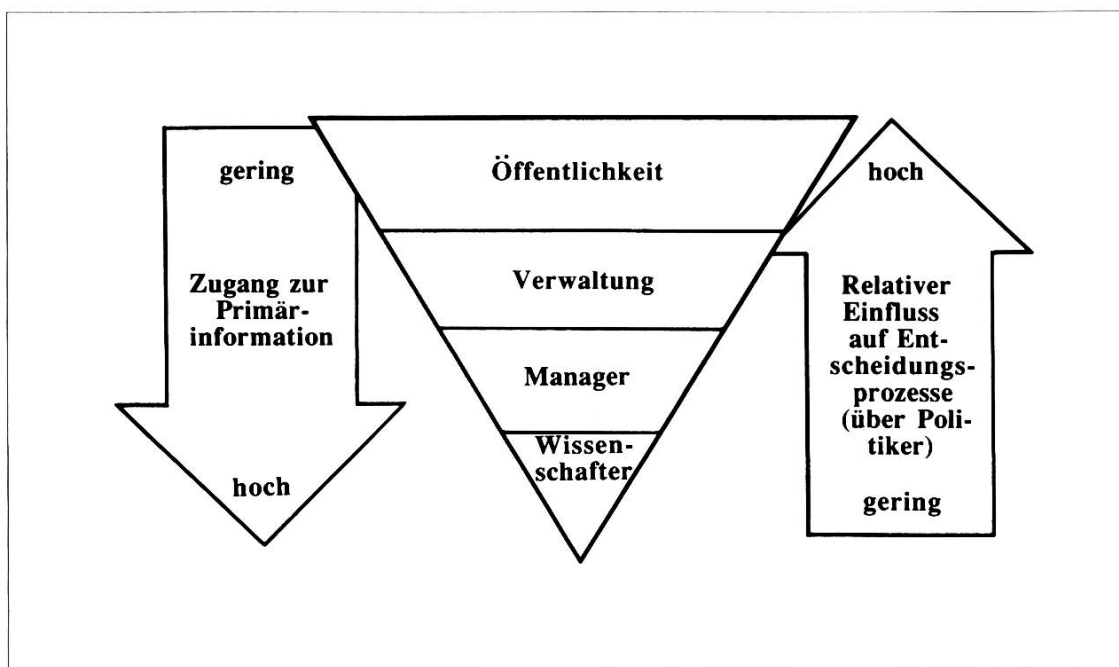 gering
Zugang zur
Primär-
information
hoch
Öffentlichkeit
Verwaltung
Manager
Wissen-
schafter
hoch
Relativer
Einfluss
auf Ent-
scheidungs-
prozesse
(über Poli-
tiker)
gering